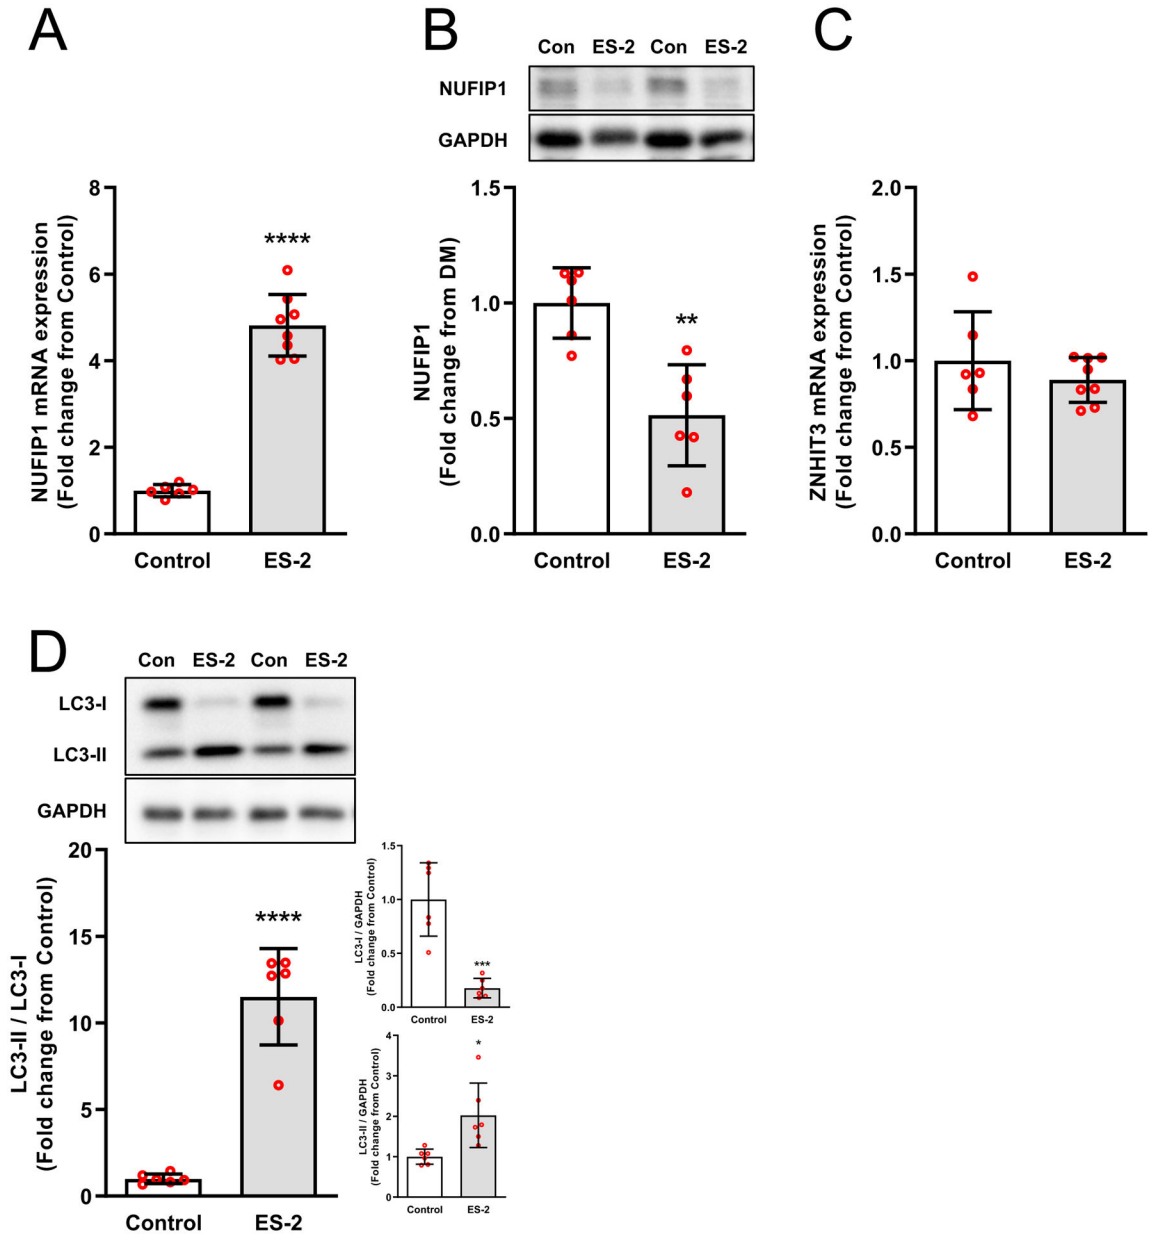 A
B
C
Con ES-2 Con ES-2
NUFIP1
GAPDH
NUFIP1 mRNA expression
(Fold change from Control)
8
6
4
2
0
****
Control ES-2
NUFIP1
(Fold change from DM)
1.5
1.0
0.5
0.0
**
Control ES-2
ZNHIT3 mRNA expression
(Fold change from Control)
2.0
1.5
1.0
0.5
0.0
Control ES-2
D
Con ES-2 Con ES-2
LC3-I
LC3-II
GAPDH
LC3-II / LC3-I
(Fold change from Control)
20
15
10
5
0
****
Control ES-2
LC3-I / GAPDH
(Fold change from Control)
1.5
1.0
0.5
0.0
***
Control ES-2
LC3-II / GAPDH
(Fold change from Control)
4
3
2
1
0
*
Control ES-2